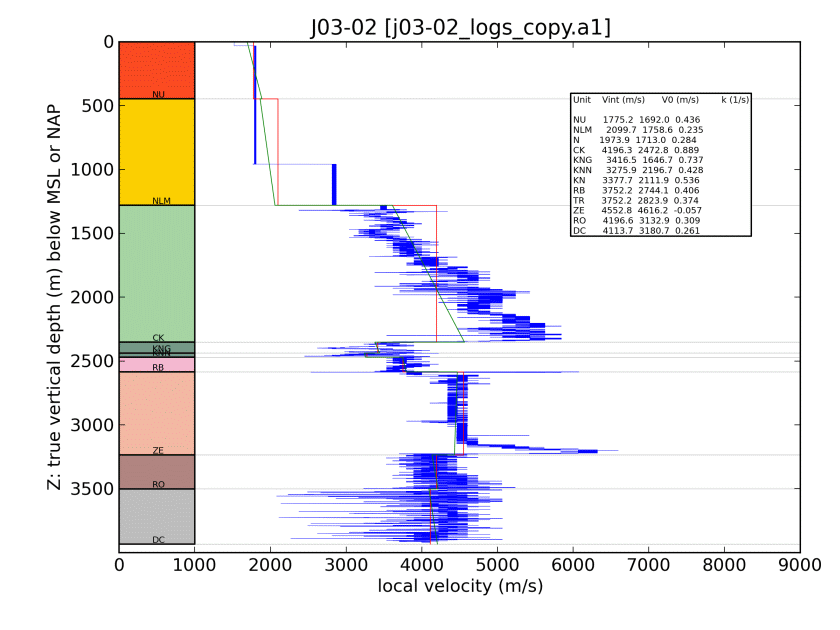 J03-02 [j03-02_logs_copy.a1]
Z: true vertical depth (m) below MSL or NAP
0
500
1000
1500
2000
2500
3000
3500
NU
NLM
CK
KNG
KNN
RB
ZE
RO
DC
Unit Vint (m/s) V0 (m/s) k (1/s)
NU 1775.2 1692.0 0.436
NLM 2099.7 1758.6 0.235
N 1973.9 1713.0 0.284
CK 4196.3 2472.8 0.889
KNG 3416.5 1646.7 0.737
KNN 3275.9 2196.7 0.428
KN 3377.7 2111.9 0.536
RB 3752.2 2744.1 0.406
TR 3752.2 2823.9 0.374
ZE 4552.8 4616.2 -0.057
RO 4196.6 3132.9 0.309
DC 4113.7 3180.7 0.261
0 1000 2000 3000 4000 5000 6000 7000 8000 9000
local velocity (m/s)